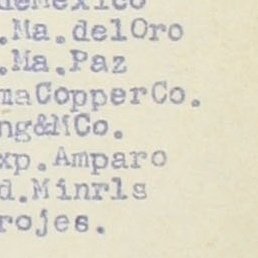 deMexico
.Ma.delOro
.Ma.Paz
maCopperCo.
ng&MCo.
xp.Amparo
d.Minrls
rojes.